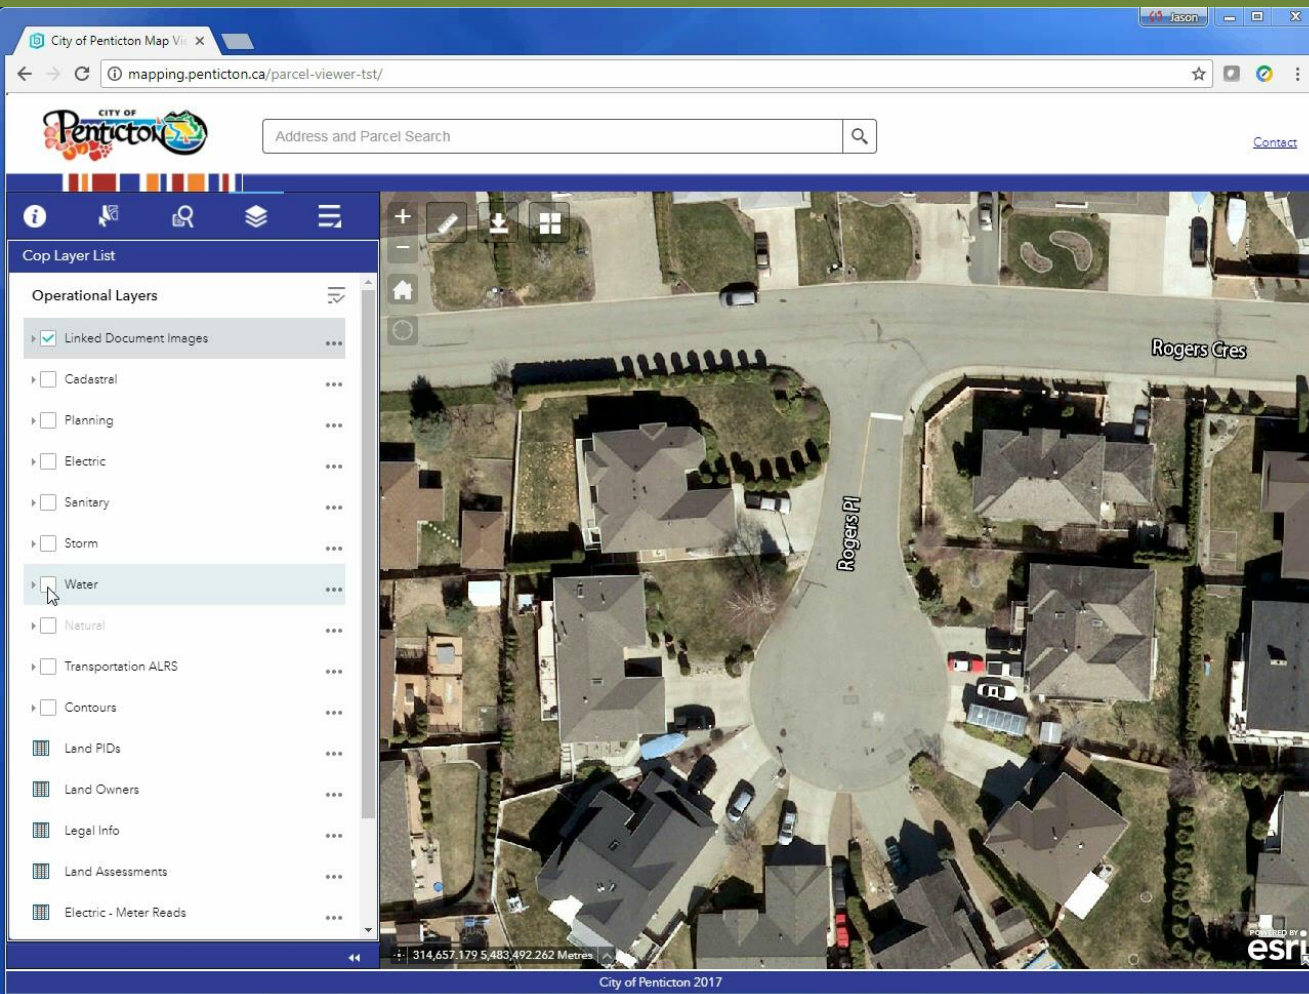 Jason
City of Penticton Map Vi
mapping.penticton.ca/parcel-viewer-tst/
CITY OF
Penticton
Address and Parcel Search
Contact
Cop Layer List
Operational Layers
Linked Document Images
Cadastral
Planning
Electric
Sanitary
Storm
Water
Natural
Transportation ALRS
Contours
Land PIDs
Land Owners
Legal Info
Land Assessments
Electric - Meter Reads
Rogers Cres
Rogers Pl
314,657.179 5,483,492.262 Metres
POWERED BY
esri
City of Penticton 2017